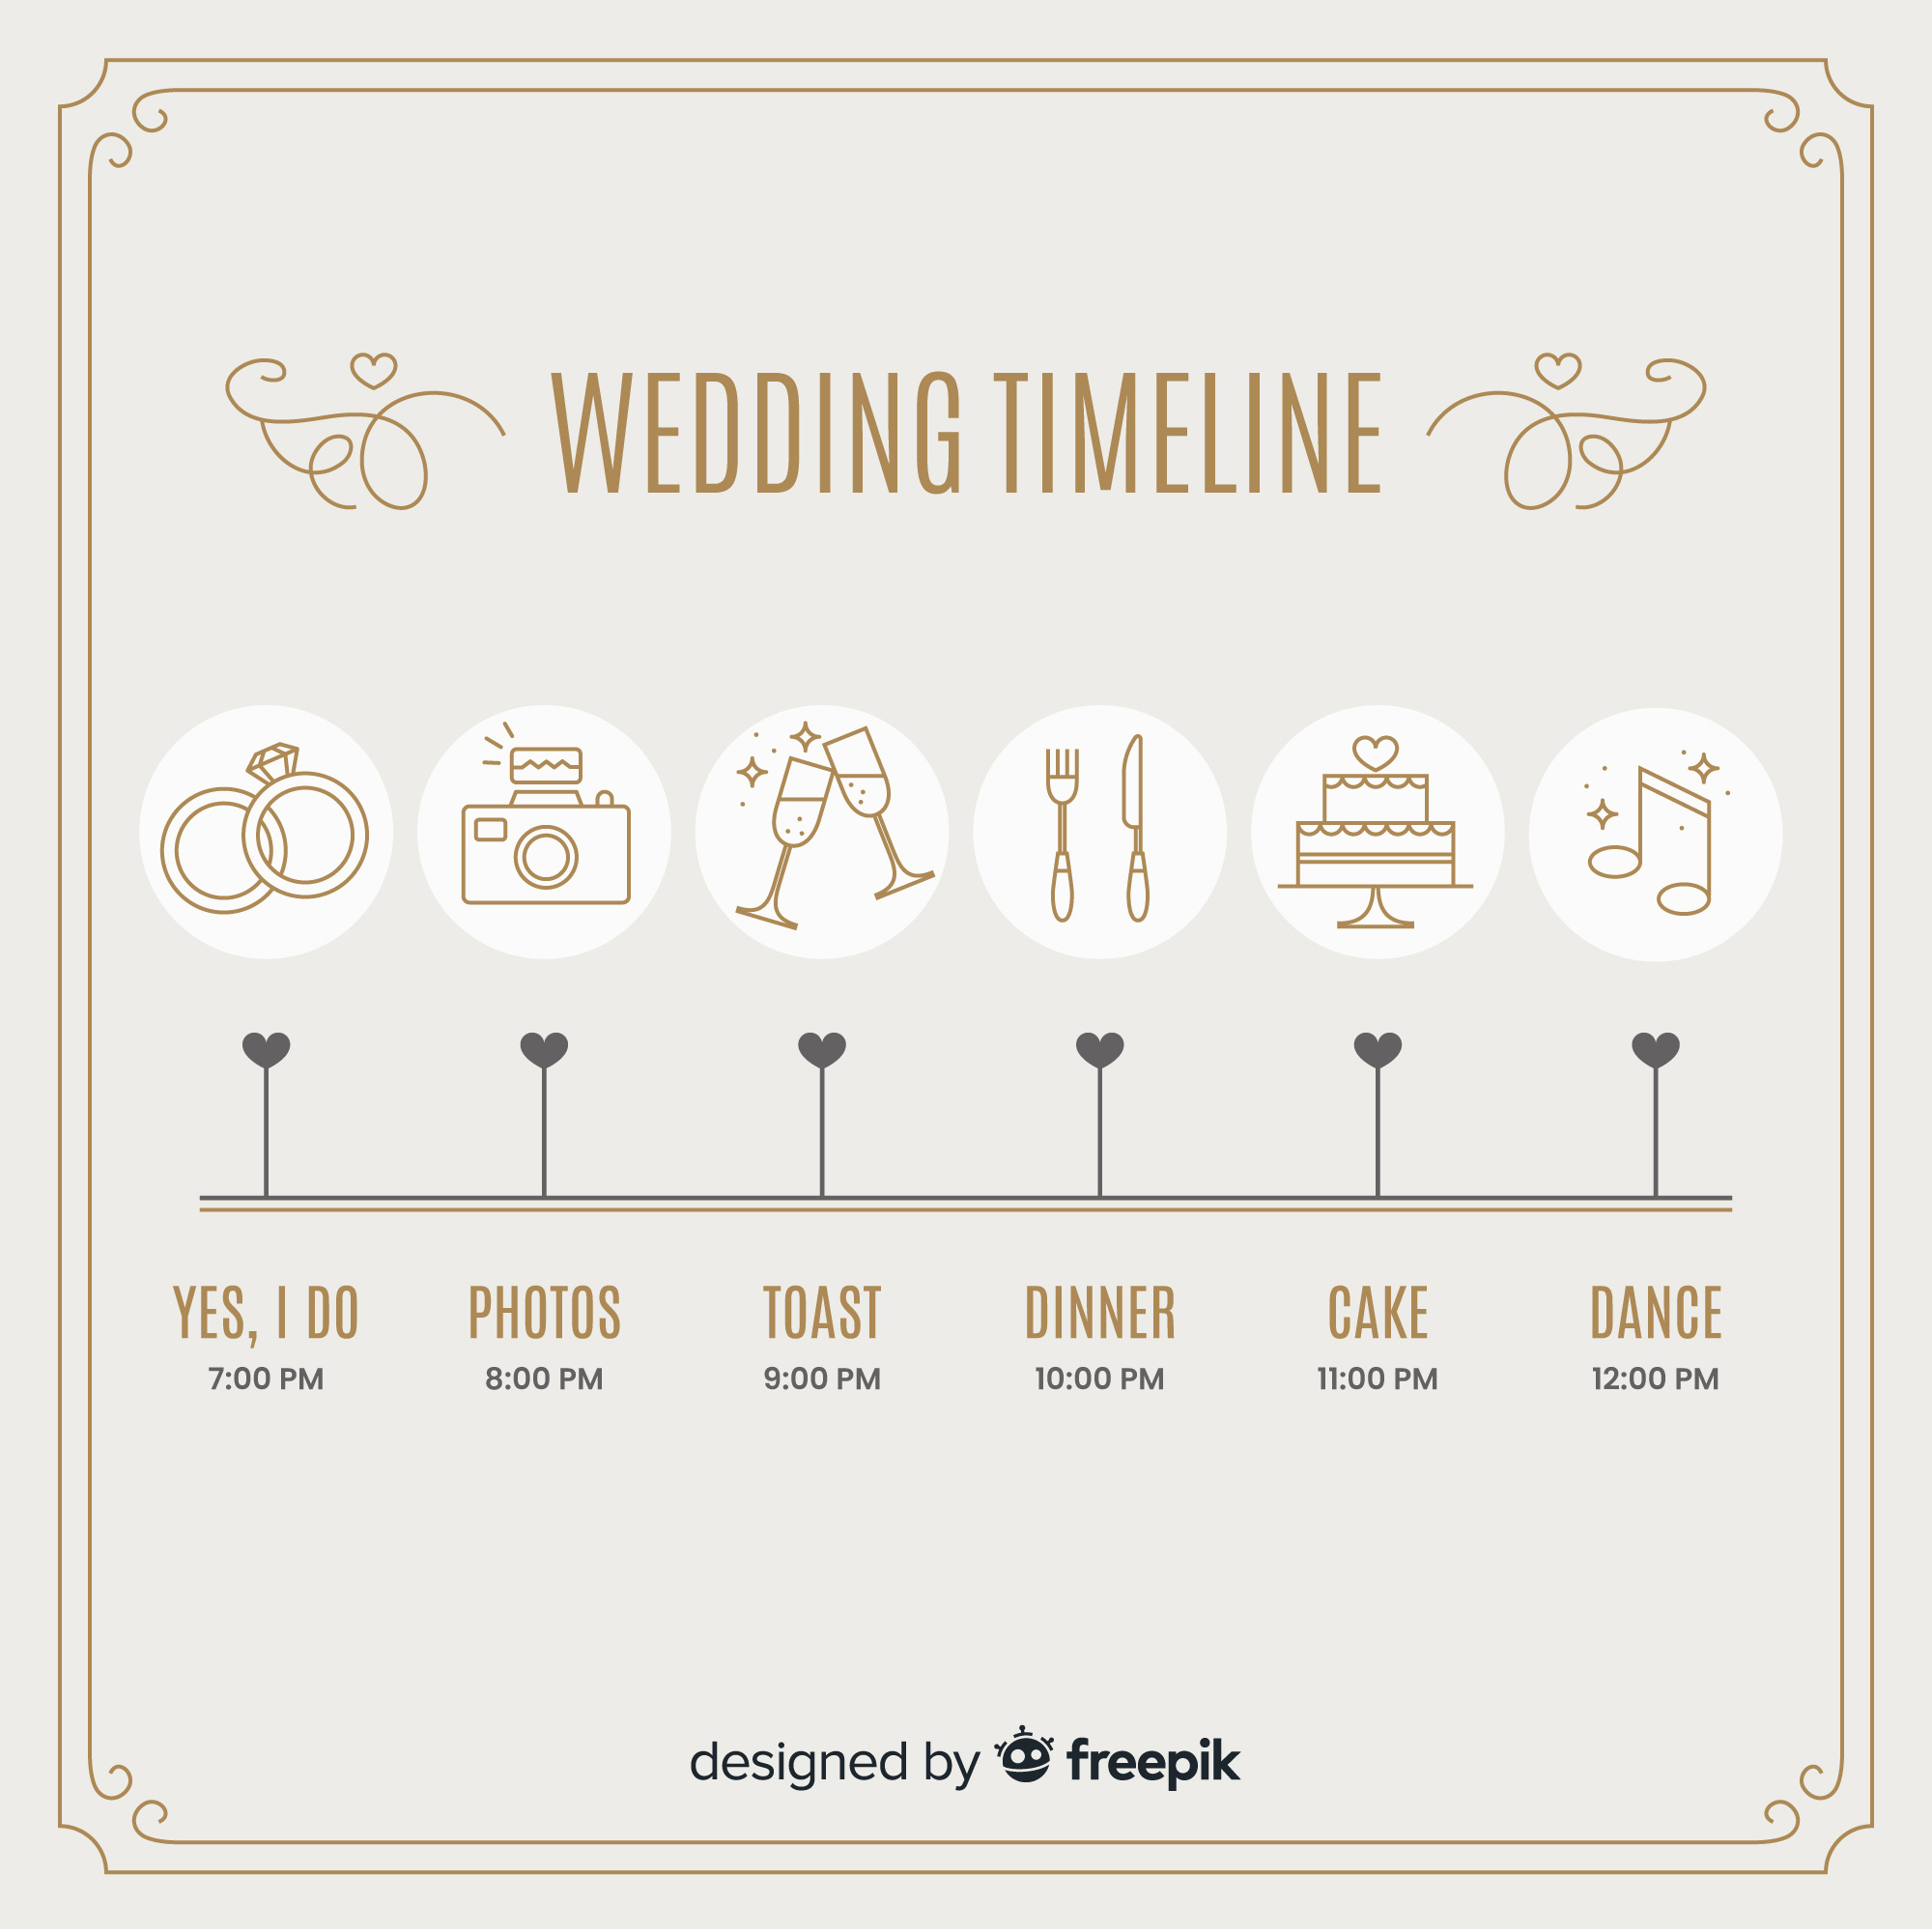 WEDDING TIMELINE
YES, I DO
7:00 PM
PHOTOS
8:00 PM
TOAST
9:00 PM
DINNER
10:00 PM
CAKE
11:00 PM
DANCE
12:00 PM
designed by freepik